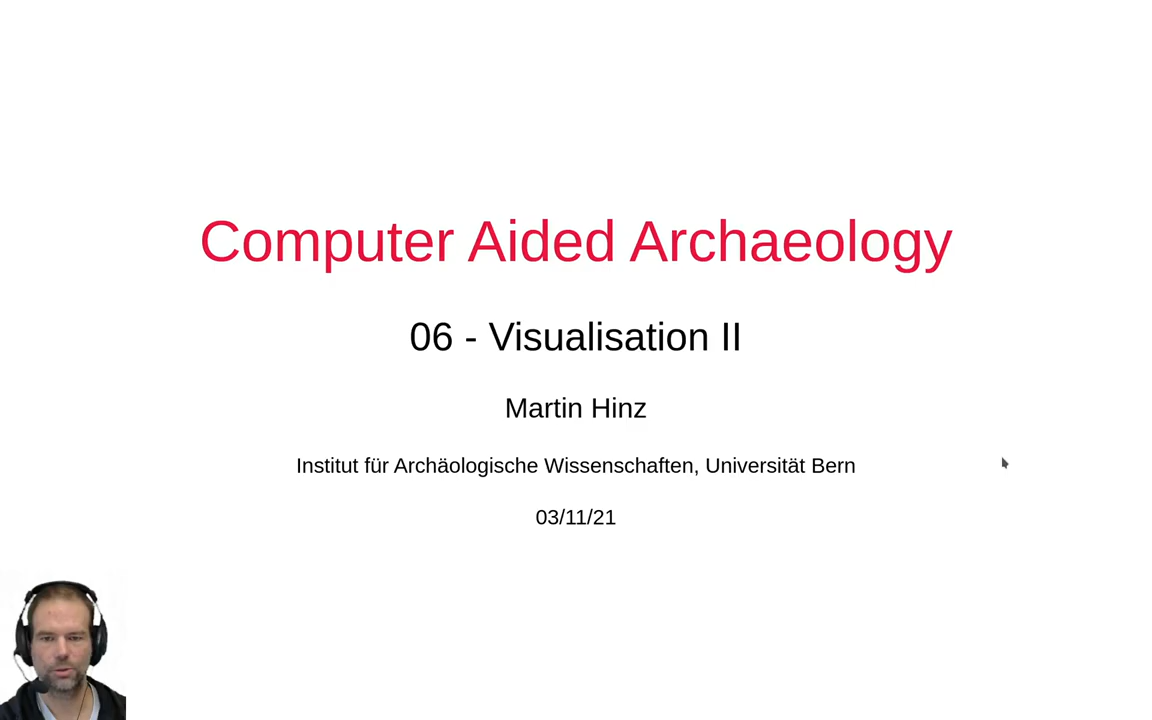 Computer Aided Archaeology
06 - Visualisation II
Martin Hinz
Institut für Archäologische Wissenschaften, Universität Bern
03/11/21